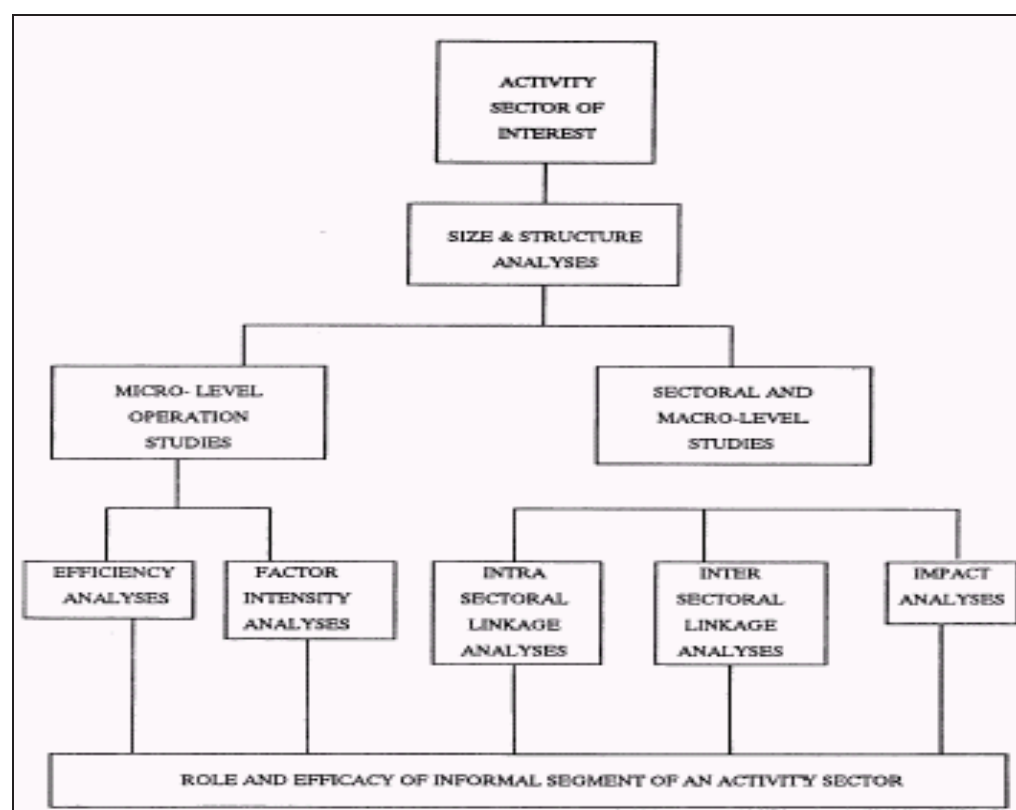 ACTIVITY
SECTOR OF
INTEREST
SIZE & STRUCTURE
ANALYSES
MICRO- LEVEL
OPERATION
STUDIES
SECTORAL AND
MACRO-LEVEL
STUDIES
EFFICIENCY
ANALYSES
FACTOR
INTENSITY
ANALYSES
INTRA
SECTORAL
LINKAGE
ANALYSES
INTER
SECTORAL
LINKAGE
ANALYSES
IMPACT
ANALYSES
ROLE AND EFFICACY OF INFORMAL SEGMENT OF AN ACTIVITY SECTOR